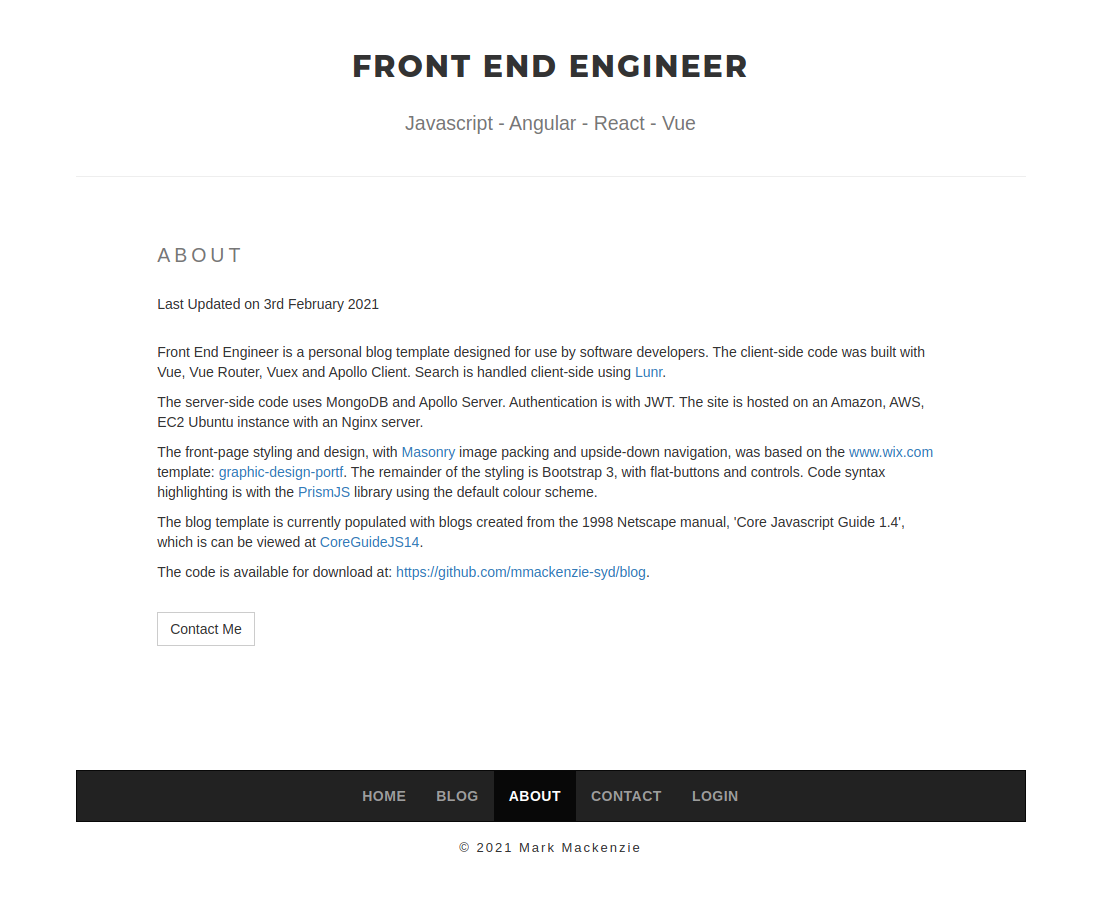 FRONT END ENGINEER
Javascript - Angular - React - Vue
ABOUT
Last Updated on 3rd February 2021
Front End Engineer is a personal blog template designed for use by software developers. The client-side code was built with
Vue, Vue Router, Vuex and Apollo Client. Search is handled client-side using Lunr.
The server-side code uses MongoDB and Apollo Server. Authentication is with JWT. The site is hosted on an Amazon, AWS,
EC2 Ubuntu instance with an Nginx server.
The front-page styling and design, with Masonry image packing and upside-down navigation, was based on the www.wix.com
template: graphic-design-portf. The remainder of the styling is Bootstrap 3, with flat-buttons and controls. Code syntax
highlighting is with the PrismJS library using the default colour scheme.
The blog template is currently populated with blogs created from the 1998 Netscape manual, 'Core Javascript Guide 1.4',
which is can be viewed at CoreGuideJS14.
The code is available for download at: https://github.com/mmackenzie-syd/blog.
Contact Me
HOME BLOG ABOUT CONTACT LOGIN
© 2021 Mark Mackenzie